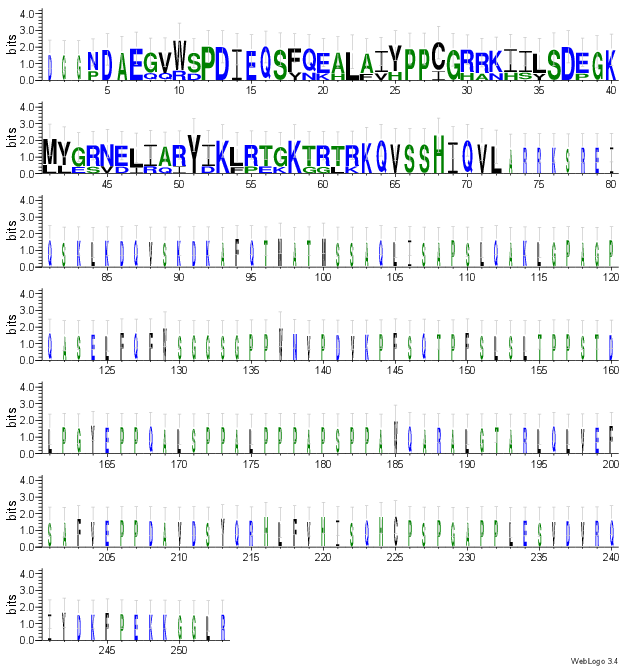 bits
4.0
3.0
2.0
1.0
0.0
DGGNDAEGVWSPDIEQSFQEALAIYPPCGRRKIILSDEGK
5 10 15 20 25 30 35 40
bits
4.0
3.0
2.0
1.0
0.0
MYGRNELIARYIKLRTGKTRTRKQVSSHIQVLARRKSREI
45 50 55 60 65 70 75 80
bits
4.0
3.0
2.0
1.0
0.0
QSKLKDQVSKDKAFQTMATMSSAQLISAPSLQAKLGPAGP
85 90 95 100 105 110 115 120
bits
4.0
3.0
2.0
1.0
0.0
QASELFQFWSGGSGPPWNVPDVKPFSQTPFSLSLTPPSTD
125 130 135 140 145 150 155 160
bits
4.0
3.0
2.0
1.0
0.0
LPGYEPPQALSPPALPPPAPSPPAWQARALGTARLQLVEF
165 170 175 180 185 190 195 200
bits
4.0
3.0
2.0
1.0
0.0
SAFVEPPDAVDSYQRHLFVHISQHCPSPGAPPLESVDVRQ
205 210 215 220 225 230 235 240
bits
4.0
3.0
2.0
1.0
0.0
IYDKFPEKKGGLR
245 250
WebLogo 3.4